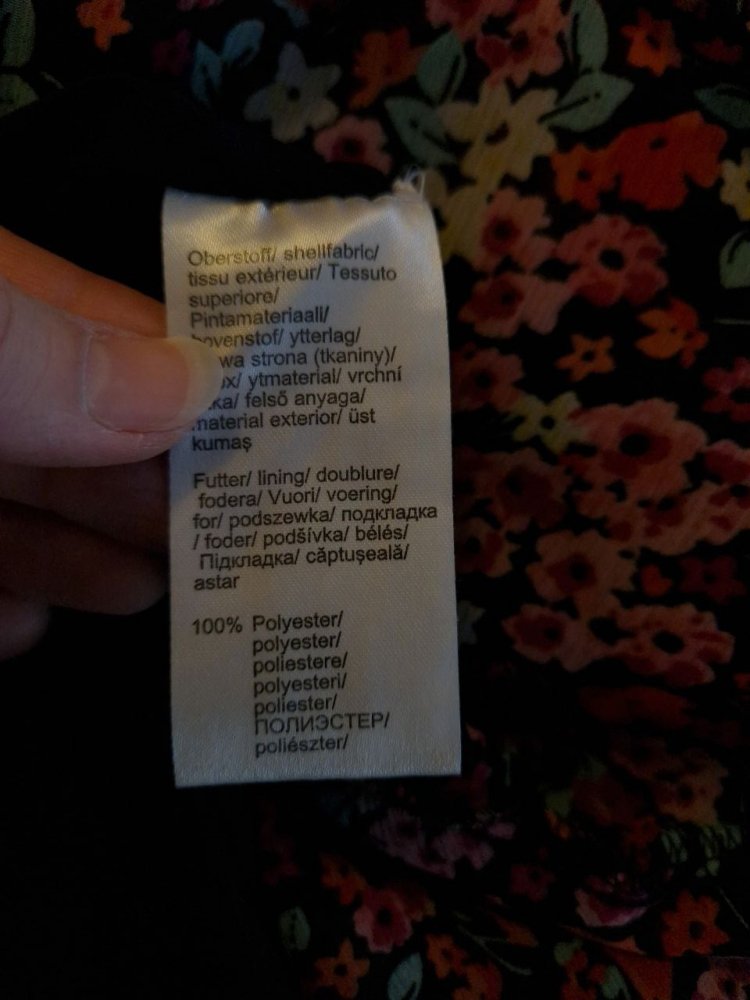 Oberstoff/ shellfabric/
tissu extérieur/ Tessuto
superiore/
Pintamateriaali/
bovenstof/ ytterlag/
strona (tkaniny)/
ytmaterial/ vrchní
felső anyaga/
material exterior/ üst
kumaş
Futter/ lining/ doublure/
fodera/ Vuori/ voering/
for/ podszewka/ подкладка
/ foder/ podšívka/ bélés/
Підкладка/ căptuşeală/
astar
100% Polyester/
polyester/
poliestere/
polyesteri/
poliester/
ПОЛИЭСТЕР/
poliészter/